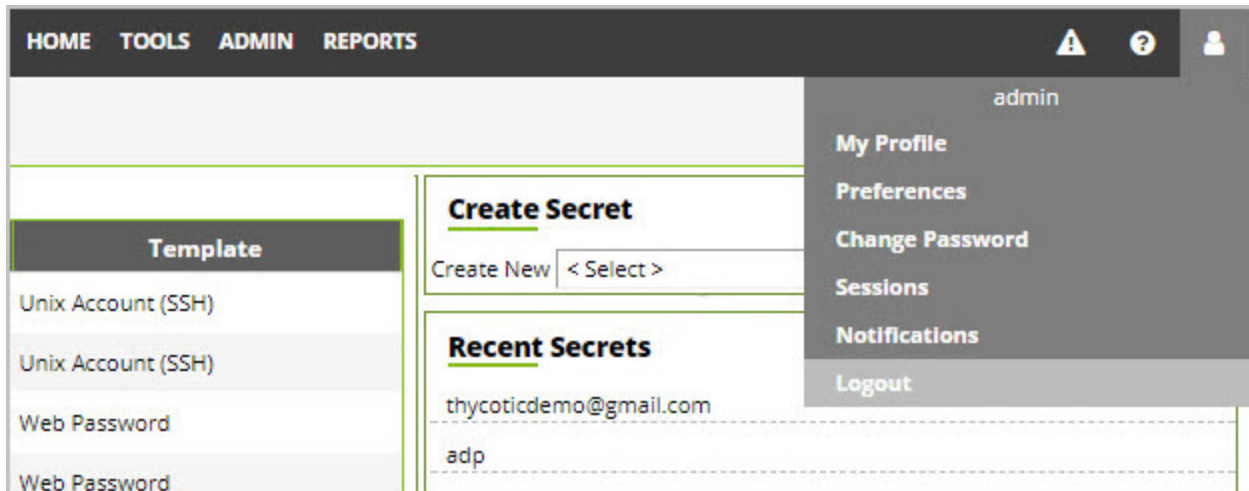 HOME TOOLS ADMIN REPORTS
admin
My Profile
Preferences
Change Password
Sessions
Notifications
Logout
Template
Unix Account (SSH)
Unix Account (SSH)
Web Password
Web Password
Create Secret
Create New < Select >
Recent Secrets
thycoticdemo@gmail.com
adp